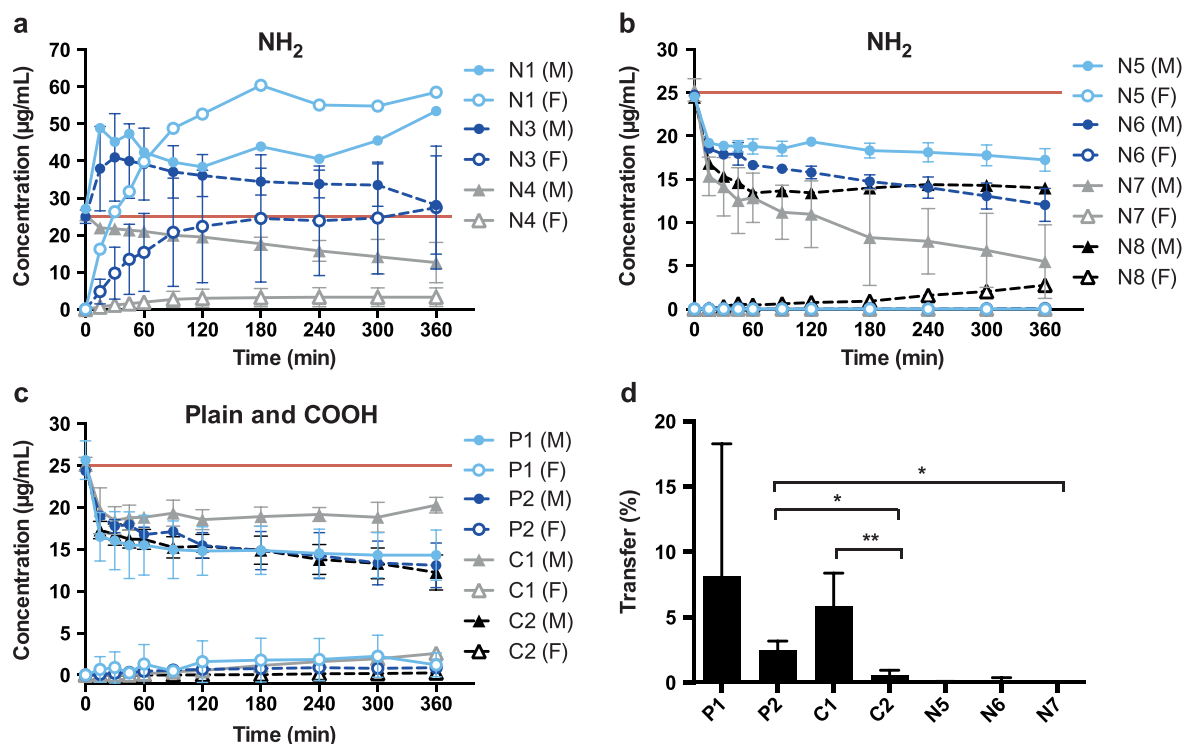 a
NH2
Concentration (µg/mL)
70
60
50
40
30
20
10
0
0 60 120 180 240 300 360
Time (min)
N1 (M)
N1 (F)
N3 (M)
N3 (F)
N4 (M)
N4 (F)
b
NH2
Concentration (µg/mL)
30
25
20
15
10
5
0
0 60 120 180 240 300 360
Time (min)
N5 (M)
N5 (F)
N6 (M)
N6 (F)
N7 (M)
N7 (F)
N8 (M)
N8 (F)
c
Plain and COOH
Concentration (µg/mL)
30
25
20
15
10
5
0
0 60 120 180 240 300 360
Time (min)
P1 (M)
P1 (F)
P2 (M)
P2 (F)
C1 (M)
C1 (F)
C2 (M)
C2 (F)
d
Transfer (%)
20
15
10
5
0
*
*
**
P1 P2 C1 C2 N5 N6 N7